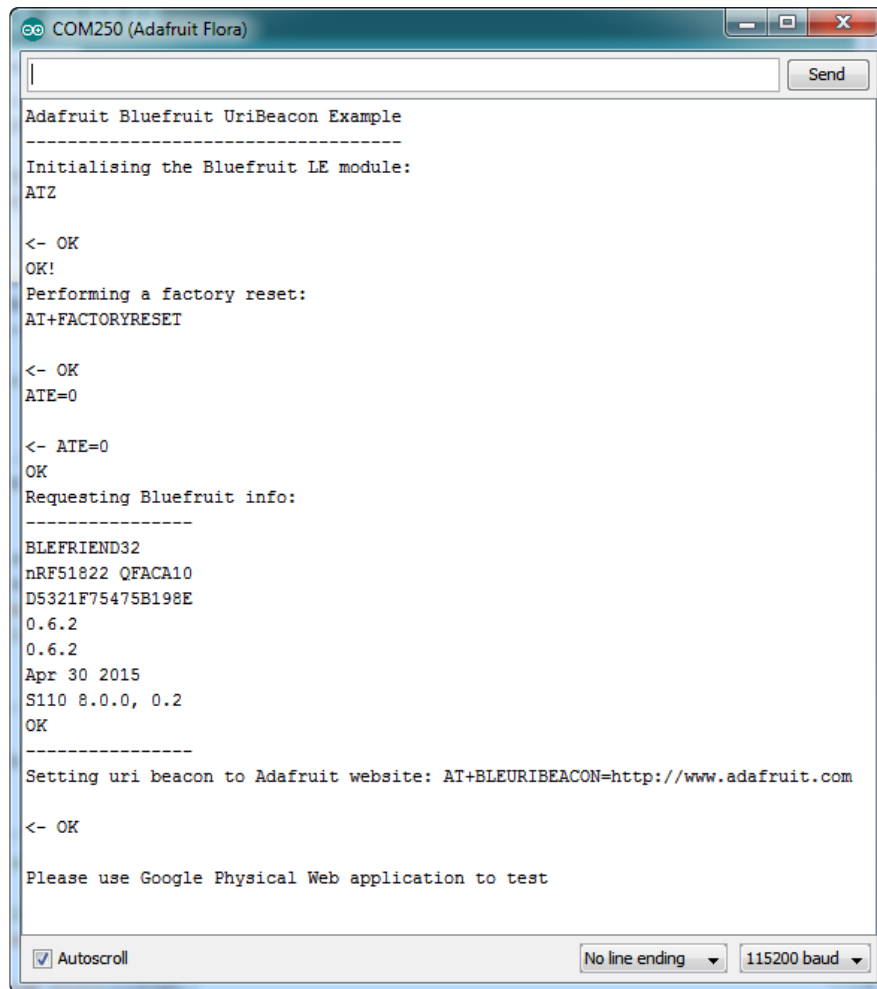 COM250 (Adafruit Flora)
Send
Adafruit Bluefruit UriBeacon Example
------------------------------------
Initialising the Bluefruit LE module:
ATZ
<- OK
OK!
Performing a factory reset:
AT+FACTORYRESET
<- OK
ATE=0
<- ATE=0
OK
Requesting Bluefruit info:
----------------
BLEFRIEND32
nRF51822 QFACA10
D5321F75475B198E
0.6.2
0.6.2
Apr 30 2015
S110 8.0.0, 0.2
OK
----------------
Setting uri beacon to Adafruit website: AT+BLEURIBEACON=http://www.adafruit.com
<- OK
Please use Google Physical Web application to test
Autoscroll
No line ending
115200 baud